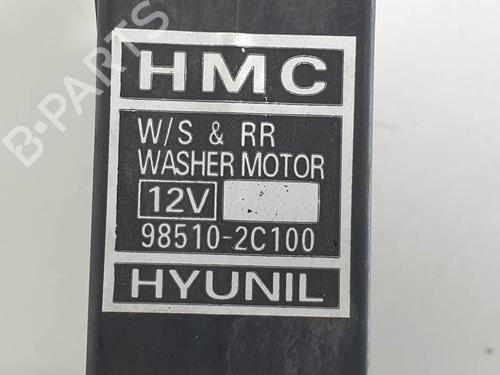 HMC
W/S & RR
WASHER MOTOR
12V
98510-2C100
HYUNIL
B-PARTS